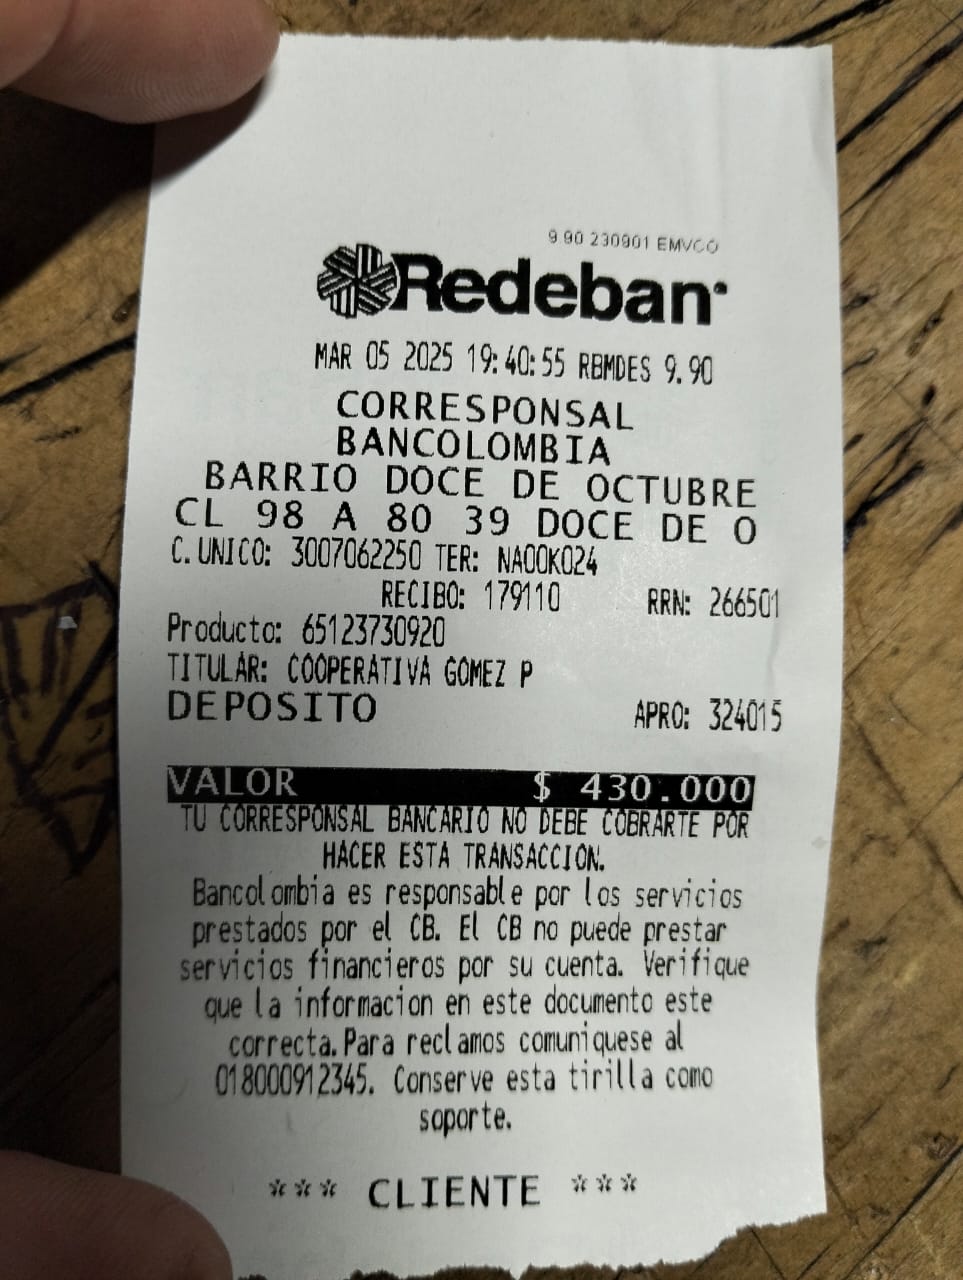 9 90 230901 EMVCO
Redeban
MAR 05 2025 19:40:55 RBMDES 9.90
CORRESPONSAL
BANCOLOMBIA
BARRIO DOCE DE OCTUBRE
CL 98 A 80 39 DOCE DE O
C. UNICO: 3007062250 TER: NA00K024
RECIBO: 179110 RRN: 266501
Producto: 65123730920
TITULAR: COOPERATIVA GOMEZ P
DEPOSITO APRO: 324015
VALOR $ 430.000
TU CORRESPONSAL BANCARIO NO DEBE COBRARTE POR
HACER ESTA TRANSACCION.
Bancolombia es responsable por los servicios
prestados por el CB. El CB no puede prestar
servicios financieros por su cuenta. Verifique
que la informacion en este documento este
correcta. Para reclamos comuniquese al
018000912345. Conserve esta tirilla como
soporte.
*** CLIENTE ***